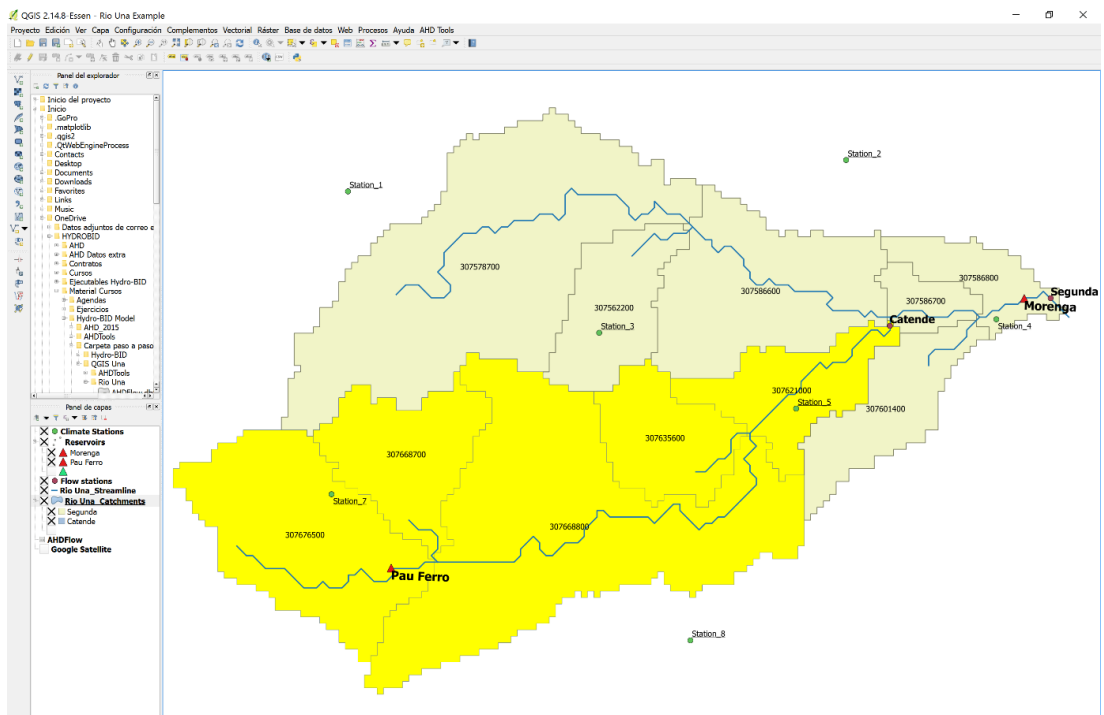 QGIS 2.14.8-Essen - Rio Una Example
Proyecto Edición Ver Capa Configuración Complementos Vectorial Ráster Base de datos Web Procesos Ayuda AHD Tools
Panel del explorador
Inicio del proyecto
Inicio
.GoPro
.matplotlib
.qgis2
.QtWebEngineProcess
Contacts
Desktop
Documents
Downloads
Favorites
Links
Music
OneDrive
Datos adjuntos de correo e
HYDROBID
AHD
AHD Datos extra
Contratos
Cursos
Ejecutables Hydro-BID
Material Cursos
Agendas
Ejercicios
Hydro-BID Model
AHD_2015
AHDTools
Carpeta paso a paso
Hydro-BID
QGIS Una
AHDTools
Rio Una
AHDFlow.db
Panel de capas
Climate Stations
Reservoirs
Morenga
Pau Ferro
Flow stations
Rio Una_Streamline
Rio Una_Catchments
Segunda
Catende
AHDFlow
Google Satellite
Station_2
Station_1
307578700
307586800
307586600
Segunda
307586700
Morenga
307562200
Catende
Station_3
Station_4
307621000
Station_5
307601400
307635600
307668700
Station_7
307668800
307676500
Pau Ferro
Station_8